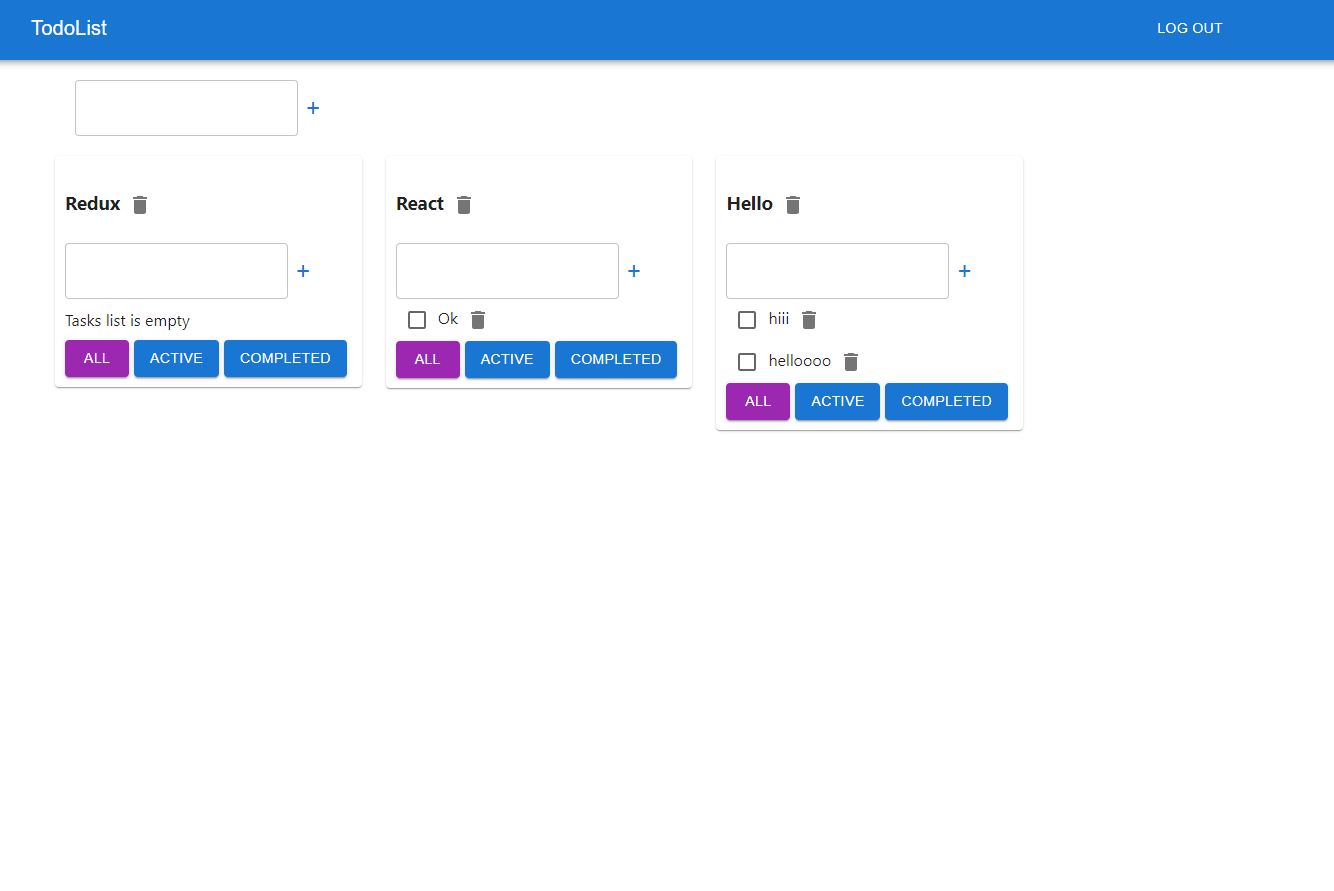 TodoList LOG OUT
+
Redux
+
Tasks list is empty
ALL ACTIVE COMPLETED
React
+
Ok
ALL ACTIVE COMPLETED
Hello
+
hiii
helloooo
ALL ACTIVE COMPLETED